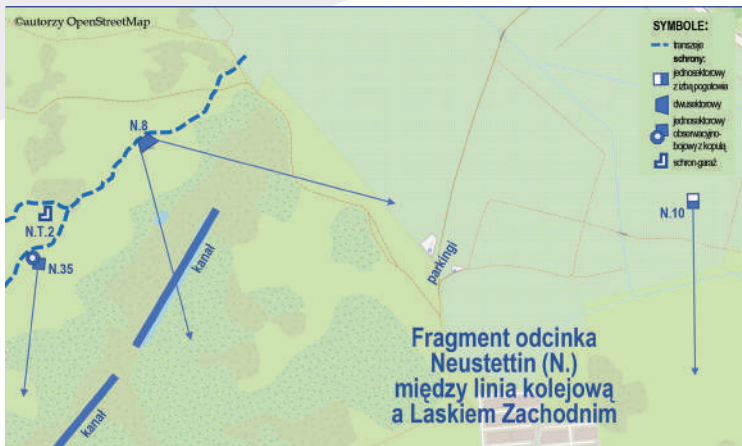 ©autorzy OpenStreetMap
SYMBOLE:
transzeje
schrony:
jednosektorowy
z izbą pogotowia
dwusektorowy
jednosektorowy
obserwacyjno-
bojowy z kopułą
schron-garaż
N.8
N.T.2
N.35
kanał
kanał
parkingi
N.10
Fragment odcinka
Neustettin (N.)
między linia kolejową
a Laskiem Zachodnim